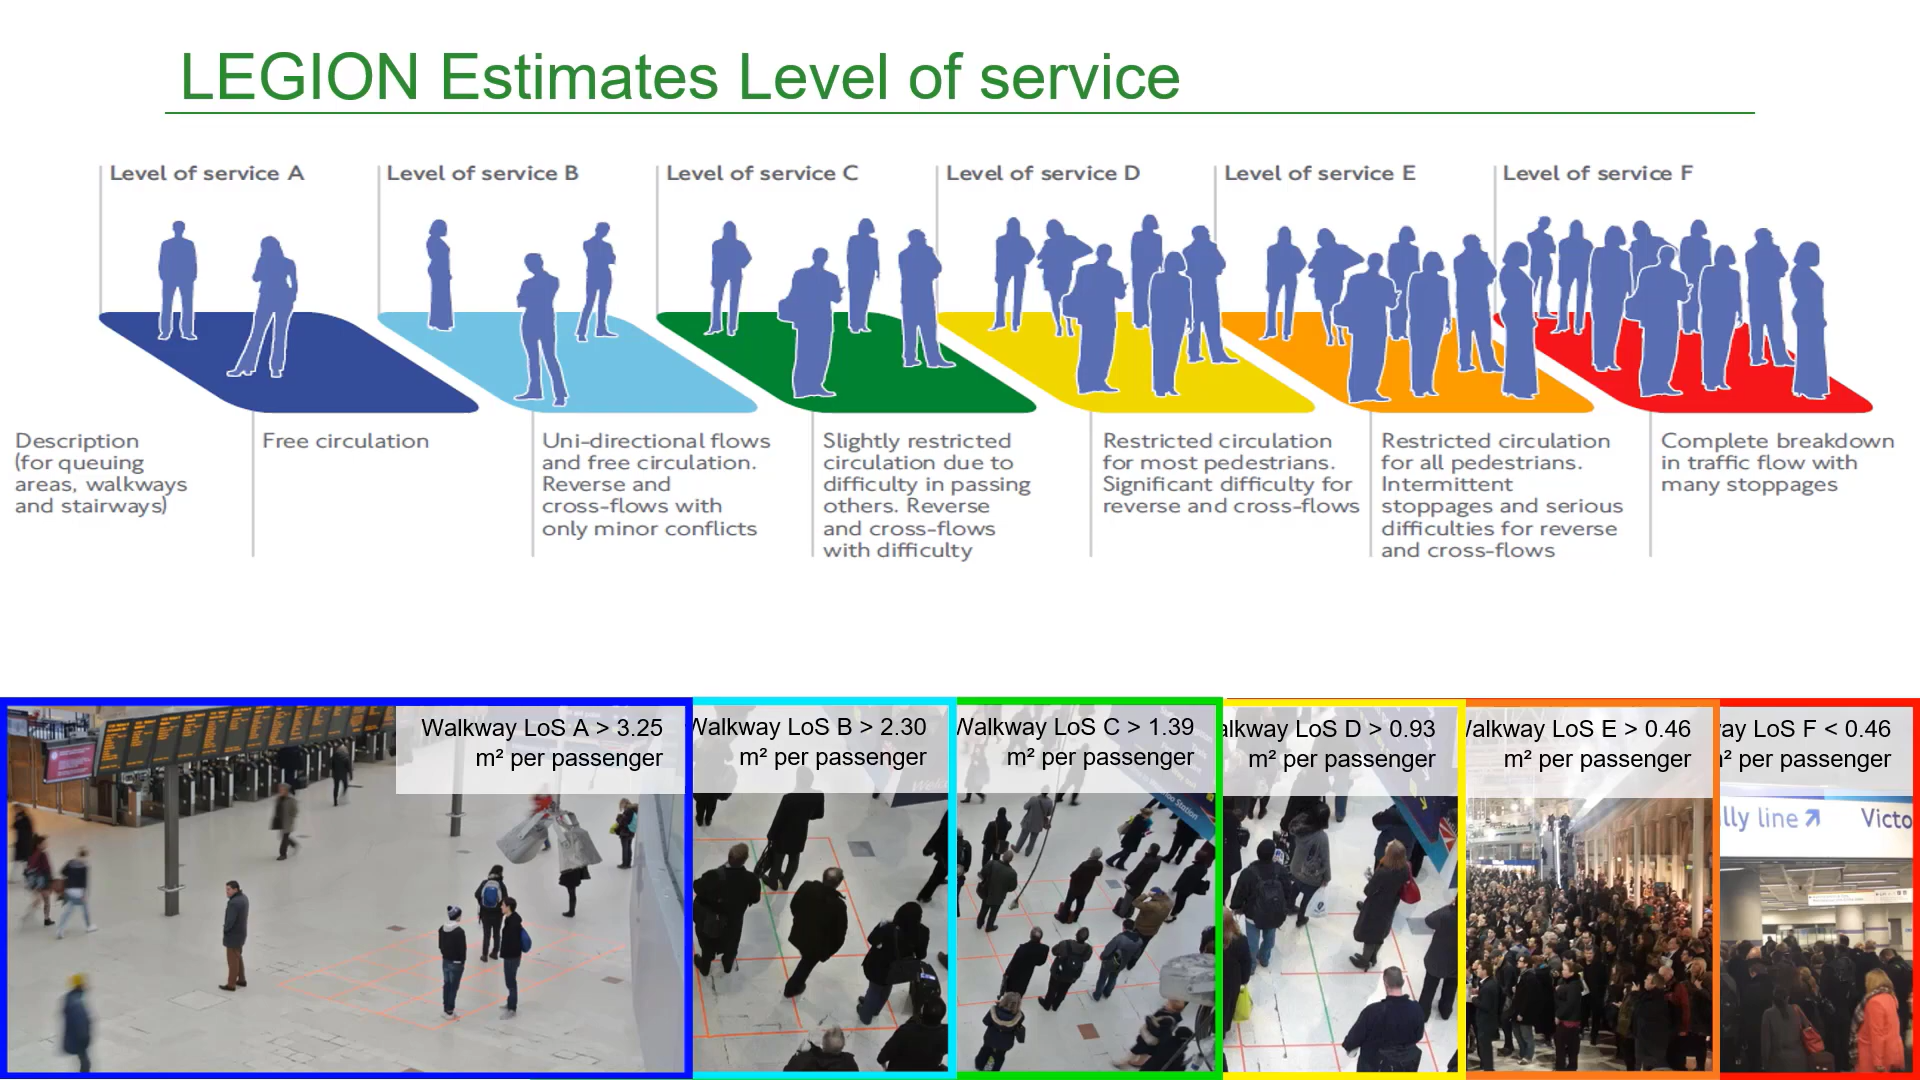 LEGION Estimates Level of service
Level of service A
Level of service B
Level of service C
Level of service D
Level of service E
Level of service F
Description
(for queuing
areas, walkways
and stairways)
Free circulation
Uni-directional flows
and free circulation.
Reverse and
cross-flows with
only minor conflicts
Slightly restricted
circulation due to
difficulty in passing
others. Reverse
and cross-flows
with difficulty
Restricted circulation
for most pedestrians.
Significant difficulty for
reverse and cross-flows
Restricted circulation
for all pedestrians.
Intermittent
stoppages and serious
difficulties for reverse
and cross-flows
Complete breakdown
in traffic flow with
many stoppages
Walkway LoS A > 3.25
m² per passenger
Walkway LoS B > 2.30
m² per passenger
Walkway LoS C > 1.39
m² per passenger
alkway LoS D > 0.93
m² per passenger
alkway LoS E > 0.46
m² per passenger
ay LoS F < 0.46
m² per passenger
Station
lly line
Victo